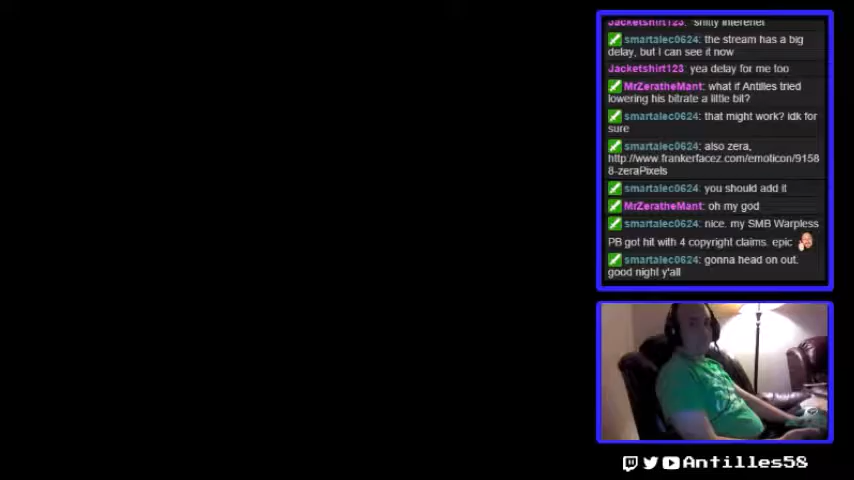 Jacketshirt123: shitty interenet
smartalec0624: the stream has a big
delay, but I can see it now
Jacketshirt123: yea delay for me too
MrZeratheMant: what if Antilles tried
lowering his bitrate a little bit?
smartalec0624: that might work? idk for
sure
smartalec0624: also zera,
http://www.frankerfacez.com/emoticon/9158
8-zeraPixels
smartalec0624: you should add it
MrZeratheMant: oh my god
smartalec0624: nice. my SMB Warpless
PB got hit with 4 copyright claims. epic
smartalec0624: gonna head on out.
good night y'all
Antilles58